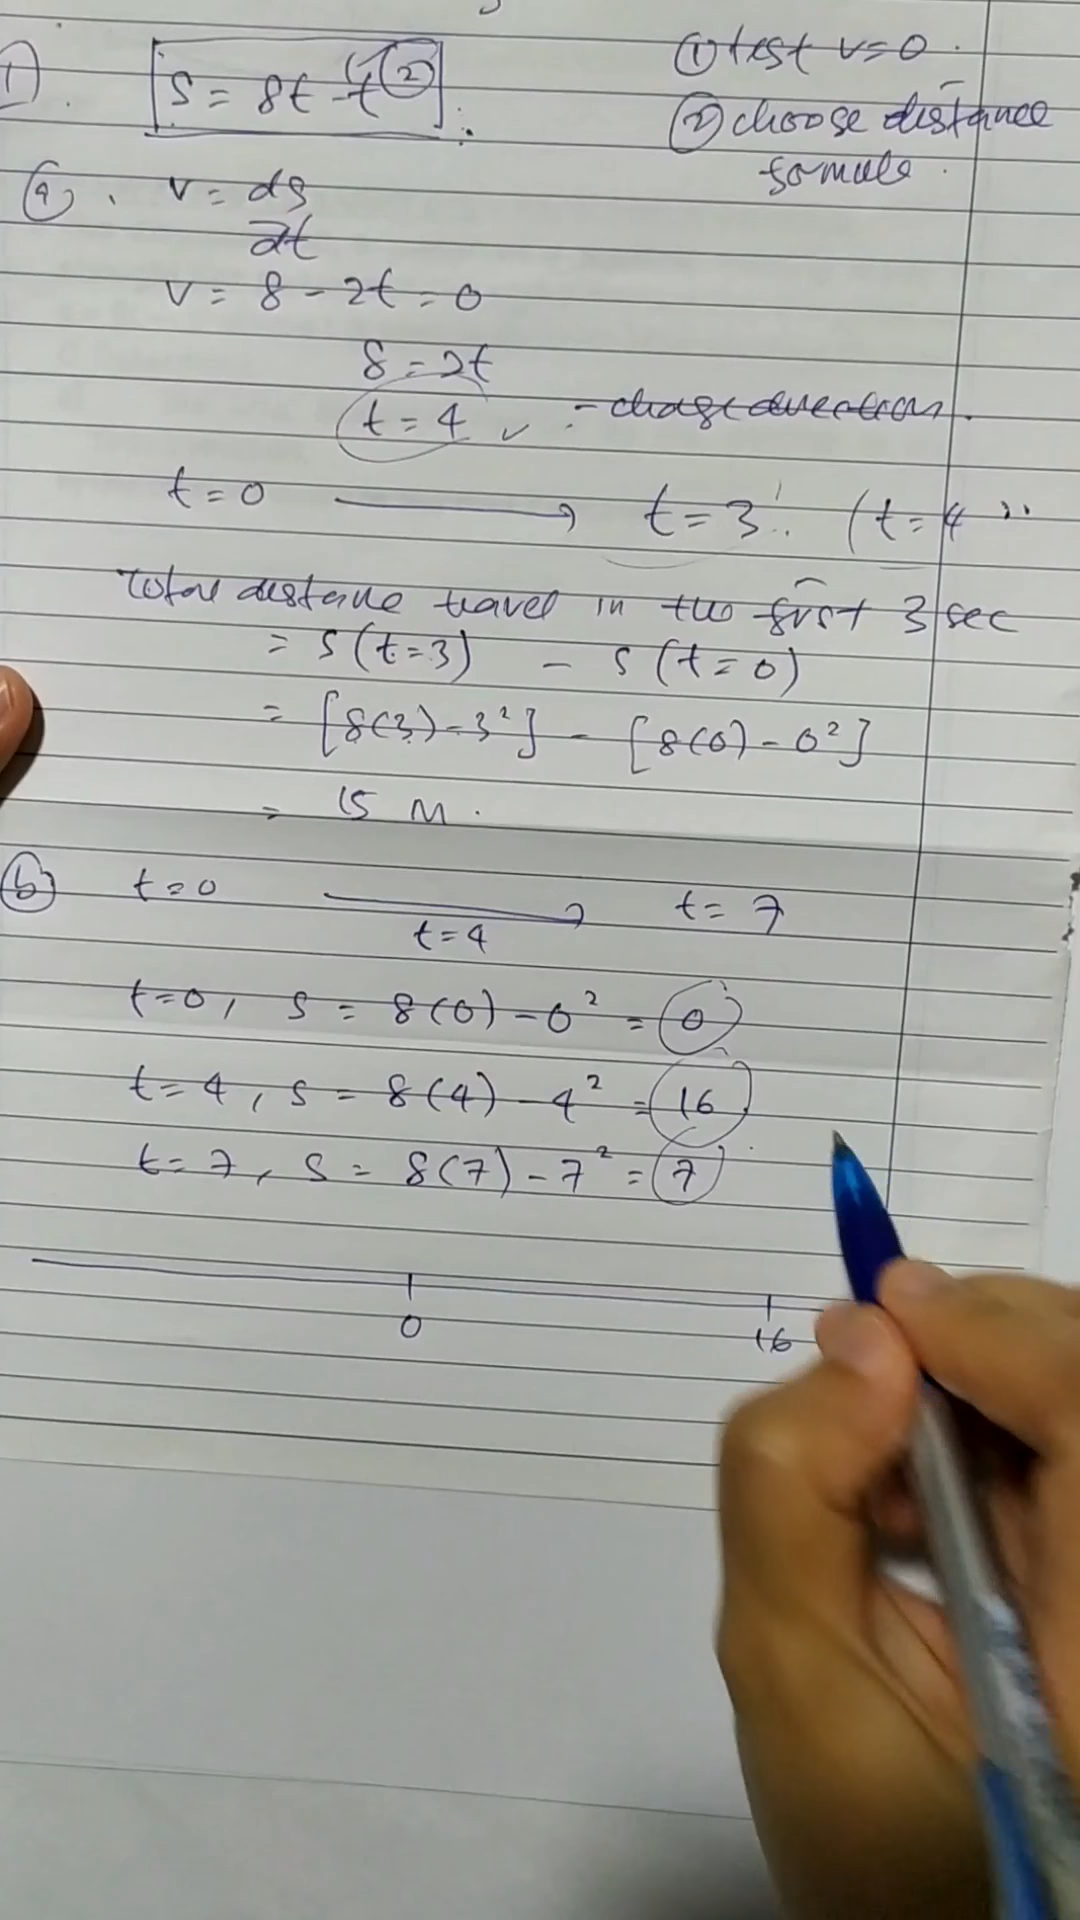 1). s = 8t - t²
① test v=0.
② choose distance
formula.
(a). v = ds
dt
v = 8 - 2t = 0
8 = 2t
t = 4
t = 0 → t = 3 (t = 4
Total distance travel in the first 3 sec
= s(t=3) - s(t=0)
= [8(3) - 3²] - [8(0) - 0²]
= 15 m.
(b) t = 0 → t = 7
t = 4
t = 0, s = 8(0) - 0² = 0
t = 4, s = 8(4) - 4² = 16
t = 7, s = 8(7) - 7² = 7
0 16